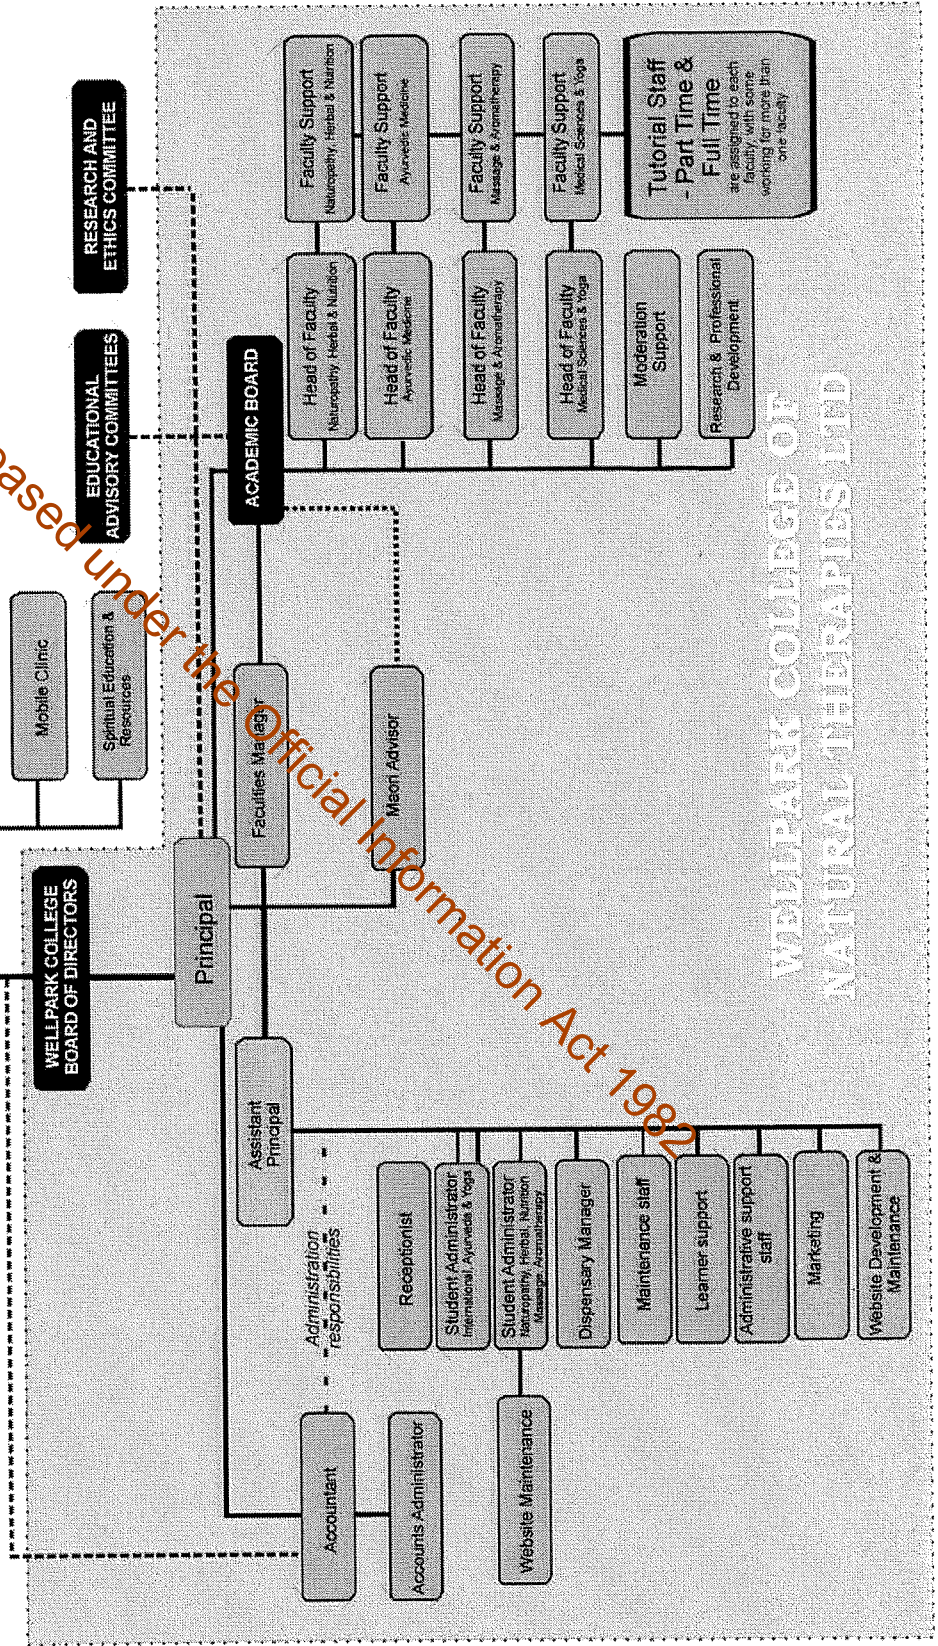 WELLPARK COLLEGE
BOARD OF DIRECTORS
Mobile Clinic
Spiritual Education &
Resources
EDUCATIONAL
ADVISORY COMMITTEES
RESEARCH AND
ETHICS COMMITTEE
Principal
ACADEMIC BOARD
Assistant
Principal
Faculties Manager
Maori Advisor
Head of Faculty
Naturopathy, Herbal & Nutrition
Faculty Support
Naturopathy, Herbal & Nutrition
Head of Faculty
Ayurvedic Medicine
Faculty Support
Ayurvedic Medicine
Head of Faculty
Massage & Aromatherapy
Faculty Support
Massage & Aromatherapy
Head of Faculty
Medical Sciences & Yoga
Faculty Support
Medical Sciences & Yoga
Moderation
Support
Research & Professional
Development
Tutorial Staff
- Part Time &
Full Time
are assigned to each
faculty, with some
working for more than
one faculty
Accountant
Administration
responsibilities
Accounts Administrator
Receptionist
Student Administrator
International, Ayurveda & Yoga
Student Administrator
Naturopathy, Herbal, Nutrition
Massage, Aromatherapy
Website Maintenance
Dispensary Manager
Maintenance staff
Learner support
Administrative support
staff
Marketing
Website Development &
Maintenance
WELLPARK COLLEGE OF
NATURAL THERAPIES LTD
under the Official Information Act 1982